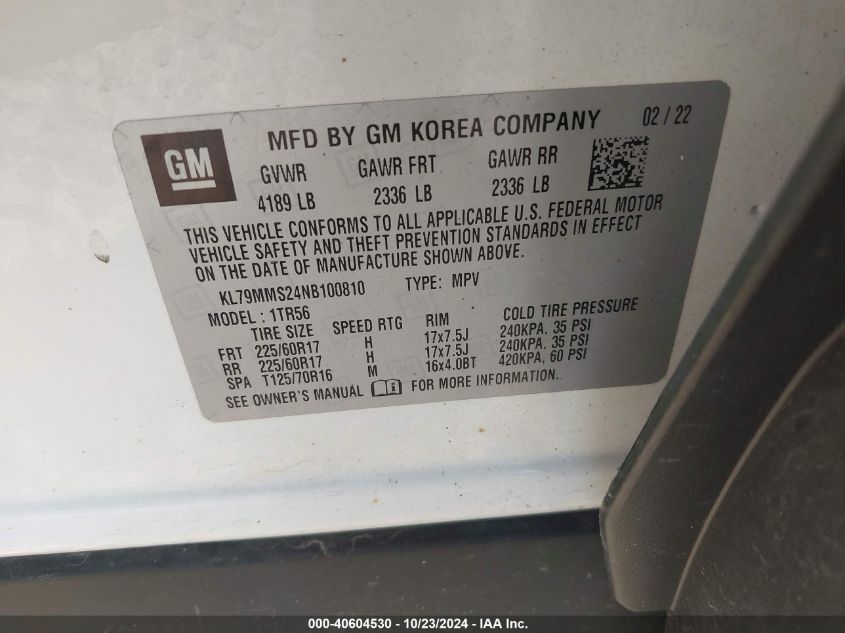 GM
MFD BY GM KOREA COMPANY 02 / 22
GVWR GAWR FRT GAWR RR
4189 LB 2336 LB 2336 LB
THIS VEHICLE CONFORMS TO ALL APPLICABLE U.S. FEDERAL MOTOR
VEHICLE SAFETY AND THEFT PREVENTION STANDARDS IN EFFECT
ON THE DATE OF MANUFACTURE SHOWN ABOVE.
KL79MMS24NB100810 TYPE: MPV
MODEL : 1TR56
TIRE SIZE SPEED RTG RIM COLD TIRE PRESSURE
FRT 225/60R17 H 17x7.5J 240KPA, 35 PSI
RR 225/60R17 H 17x7.5J 240KPA, 35 PSI
SPA T125/70R16 M 16x4.0BT 420KPA, 60 PSI
SEE OWNER'S MANUAL FOR MORE INFORMATION.
000-40604530 - 10/23/2024 - IAA Inc.